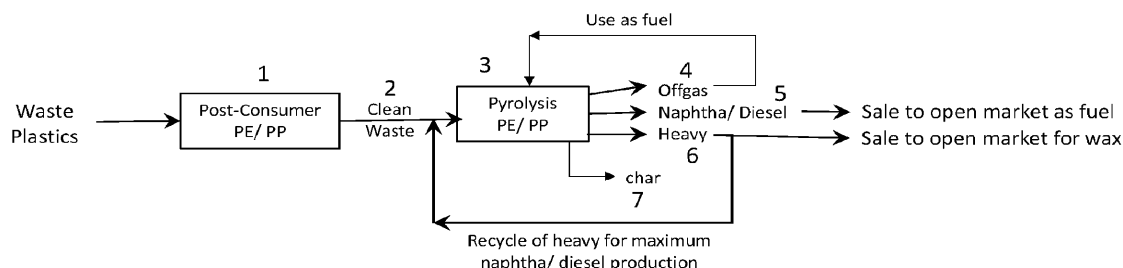 Use as fuel
1
2
3
4
5
Waste
Plastics
Post-Consumer
PE/ PP
Clean
Waste
Pyrolysis
PE/ PP
Offgas
Naphtha/ Diesel
Heavy
6
char
7
Sale to open market as fuel
Sale to open market for wax
Recycle of heavy for maximum
naphtha/ diesel production